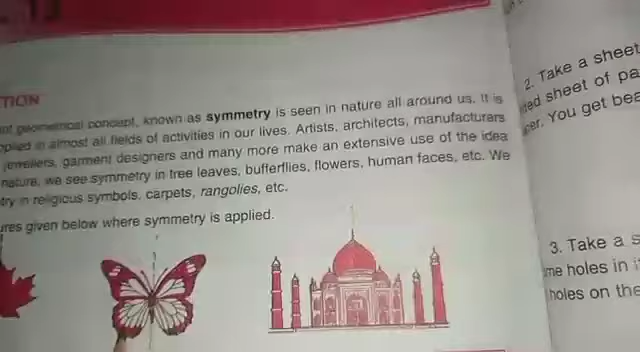 TION
geometrical concept, known as symmetry is seen in nature all around us. It is
applied in almost all fields of activities in our lives. Artists, architects, manufacturers
jewellers, garment designers and many more make an extensive use of the idea
nature, we see symmetry in tree leaves, butterflies, flowers, human faces, etc. We
try in religious symbols, carpets, rangolies, etc.
ures given below where symmetry is applied.
2. Take a sheet
sheet of pa
You get bea
3. Take a s
me holes in i
holes on the